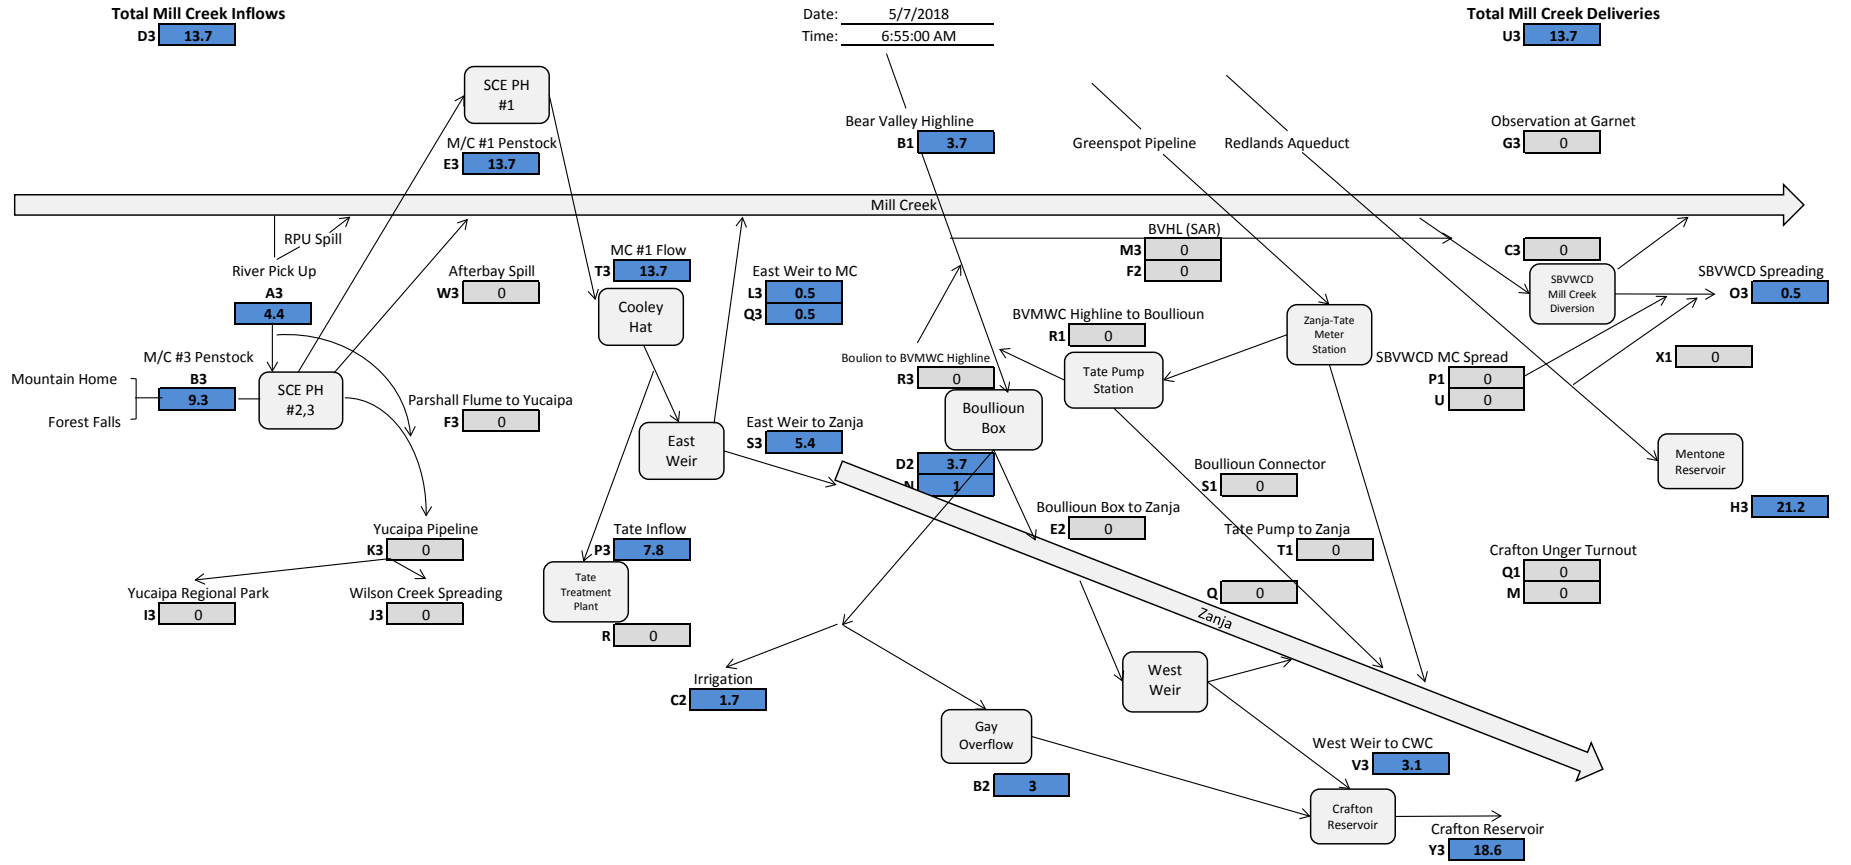 Total Mill Creek Inflows
D3 13.7
Date: 5/7/2018
Time: 6:55:00 AM
Total Mill Creek Deliveries
U3 13.7
SCE PH
#1
M/C #1 Penstock
E3 13.7
Bear Valley Highline
B1 3.7
Greenspot Pipeline
Redlands Aqueduct
Observation at Garnet
G3 0
Mill Creek
RPU Spill
River Pick Up
A3
4.4
Afterbay Spill
W3 0
MC #1 Flow
T3 13.7
Cooley
Hat
East Weir to MC
L3 0.5
Q3 0.5
BVHL (SAR)
M3 0
F2 0
C3 0
SBVWCD
Mill Creek
Diversion
SBVWCD Spreading
O3 0.5
BVMWC Highline to Boullioun
R1 0
Zanja-Tate
Meter
Station
M/C #3 Penstock
B3
9.3
Mountain Home
Forest Falls
SCE PH
#2,3
Parshall Flume to Yucaipa
F3 0
Boulion to BVMWC Highline
R3 0
Tate Pump
Station
SBVWCD MC Spread
P1 0
U 0
X1 0
Boullioun
Box
East
Weir
East Weir to Zanja
S3 5.4
D2 3.7
N 1
Boullioun Connector
S1 0
Mentone
Reservoir
H3 21.2
Yucaipa Pipeline
K3 0
Tate Inflow
P3 7.8
Boullioun Box to Zanja
E2 0
Tate Pump to Zanja
T1 0
Crafton Unger Turnout
Q1 0
M 0
Yucaipa Regional Park
I3 0
Wilson Creek Spreading
J3 0
Tate
Treatment
Plant
R 0
Q 0
Zanja
Irrigation
C2 1.7
West
Weir
Gay
Overflow
B2 3
West Weir to CWC
V3 3.1
Crafton
Reservoir
Crafton Reservoir
Y3 18.6